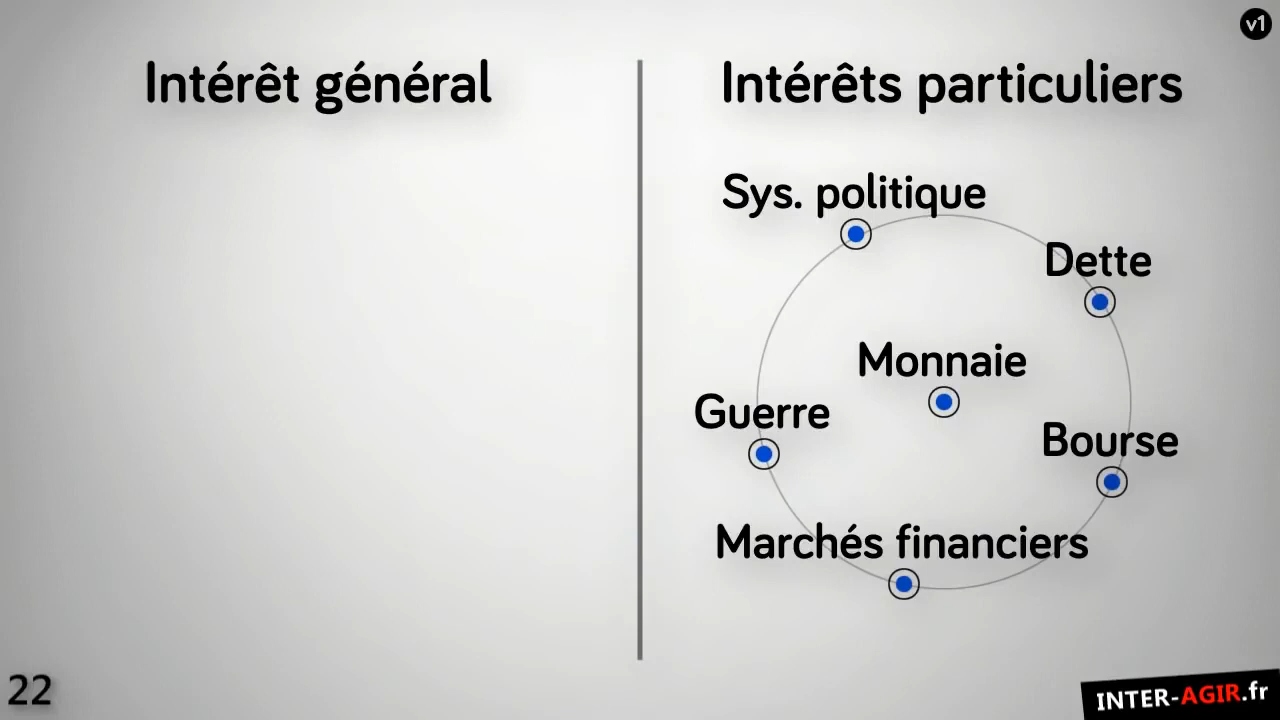 v1
Intérêt général
Intérêts particuliers
Sys. politique
Dette
Monnaie
Guerre
Bourse
Marchés financiers
22
INTER-AGIR.fr